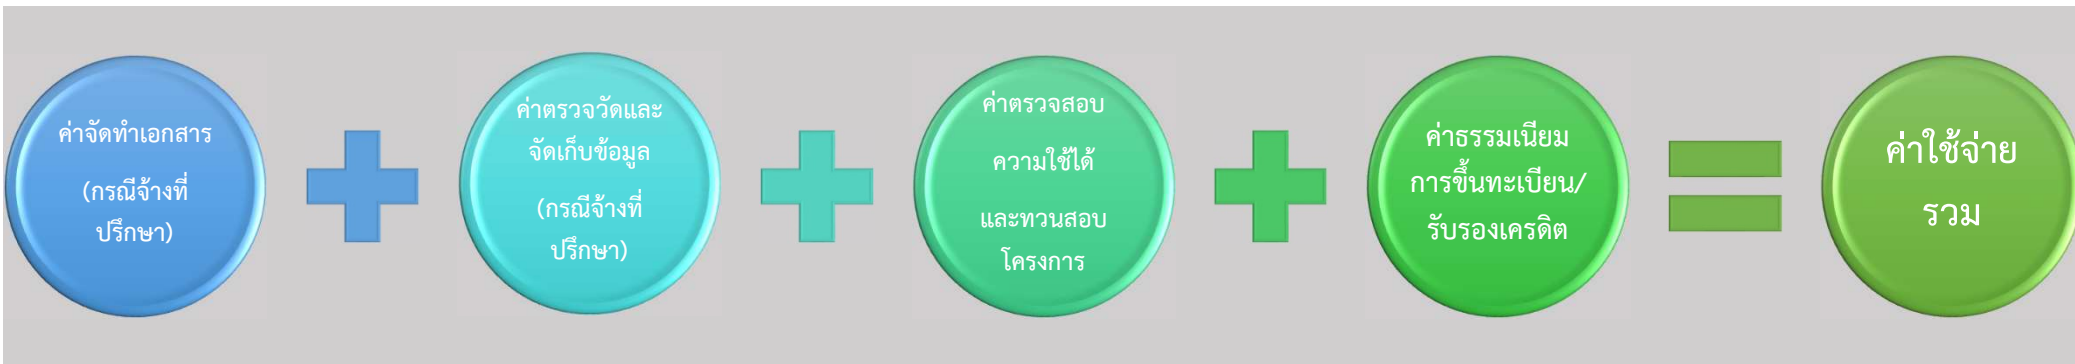 ค่าจัดทำเอกสาร
(กรณีจ้างที่
ปรึกษา)
ค่าตรวจวัดและ
จัดเก็บข้อมูล
(กรณีจ้างที่
ปรึกษา)
ค่าตรวจสอบ
ความใช้ได้
และทวนสอบ
โครงการ
ค่าธรรมเนียม
การขึ้นทะเบียน/
รับรองเครดิต
ค่าใช้จ่าย
รวม